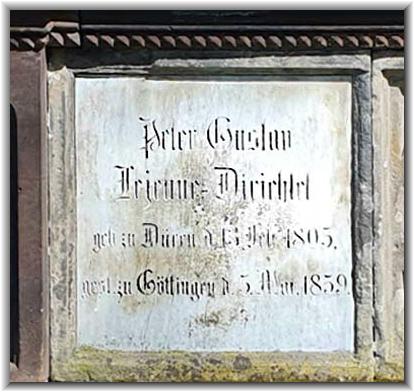 Peter Gustav
Lejeune-Dirichlet
geb. zu Düren d. 13. Feb. 1805.
gest. zu Göttingen d. 5. Mai. 1859.